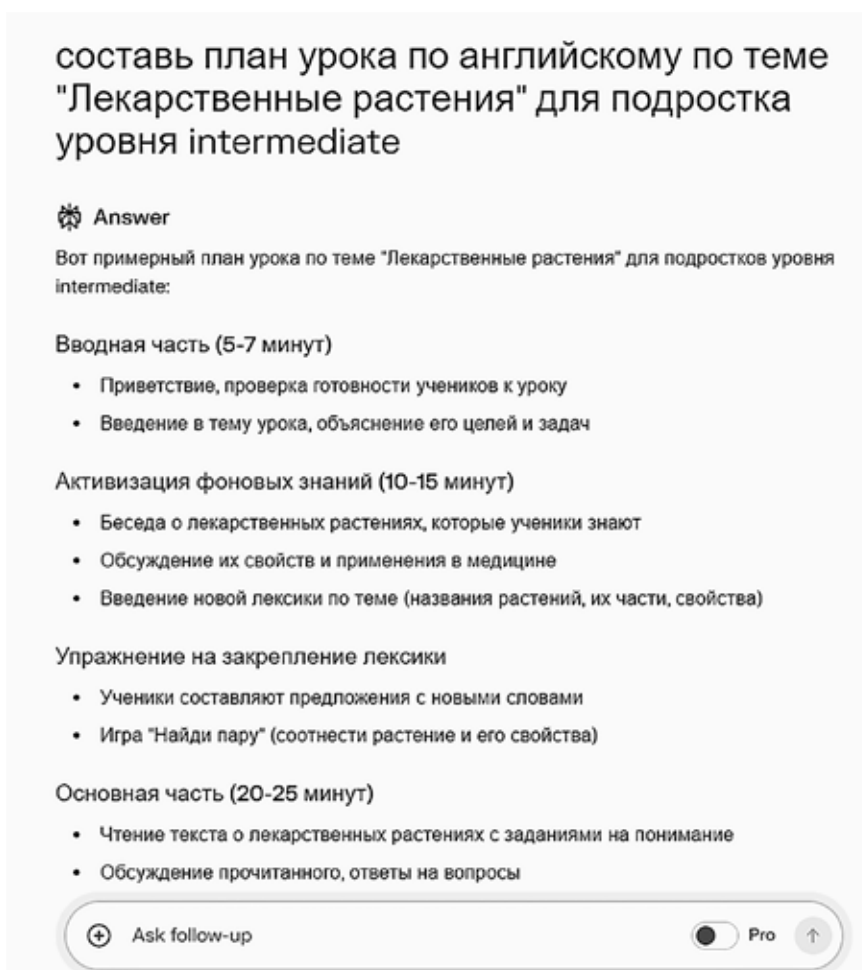 составь план урока по английскому по теме
"Лекарственные растения" для подростка
уровня intermediate
Answer
Вот примерный план урока по теме "Лекарственные растения" для подростков уровня
intermediate:
Вводная часть (5-7 минут)
• Приветствие, проверка готовности учеников к уроку
• Введение в тему урока, объяснение его целей и задач
Активизация фоновых знаний (10-15 минут)
• Беседа о лекарственных растениях, которые ученики знают
• Обсуждение их свойств и применения в медицине
• Введение новой лексики по теме (названия растений, их части, свойства)
Упражнение на закрепление лексики
• Ученики составляют предложения с новыми словами
• Игра "Найди пару" (соотнести растение и его свойства)
Основная часть (20-25 минут)
• Чтение текста о лекарственных растениях с заданиями на понимание
• Обсуждение прочитанного, ответы на вопросы
Ask follow-up Pro